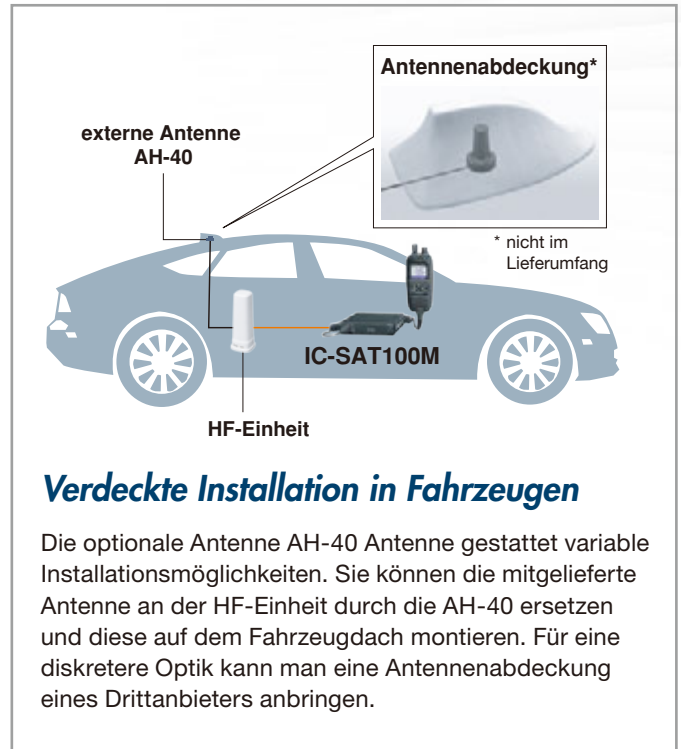 Antennenabdeckung*
externe Antenne
AH-40
* nicht im
Lieferumfang
IC-SAT100M
HF-Einheit
Verdeckte Installation in Fahrzeugen
Die optionale Antenne AH-40 Antenne gestattet variable
Installationsmöglichkeiten. Sie können die mitgelieferte
Antenne an der HF-Einheit durch die AH-40 ersetzen
und diese auf dem Fahrzeugdach montieren. Für eine
diskretere Optik kann man eine Antennenabdeckung
eines Drittanbieters anbringen.